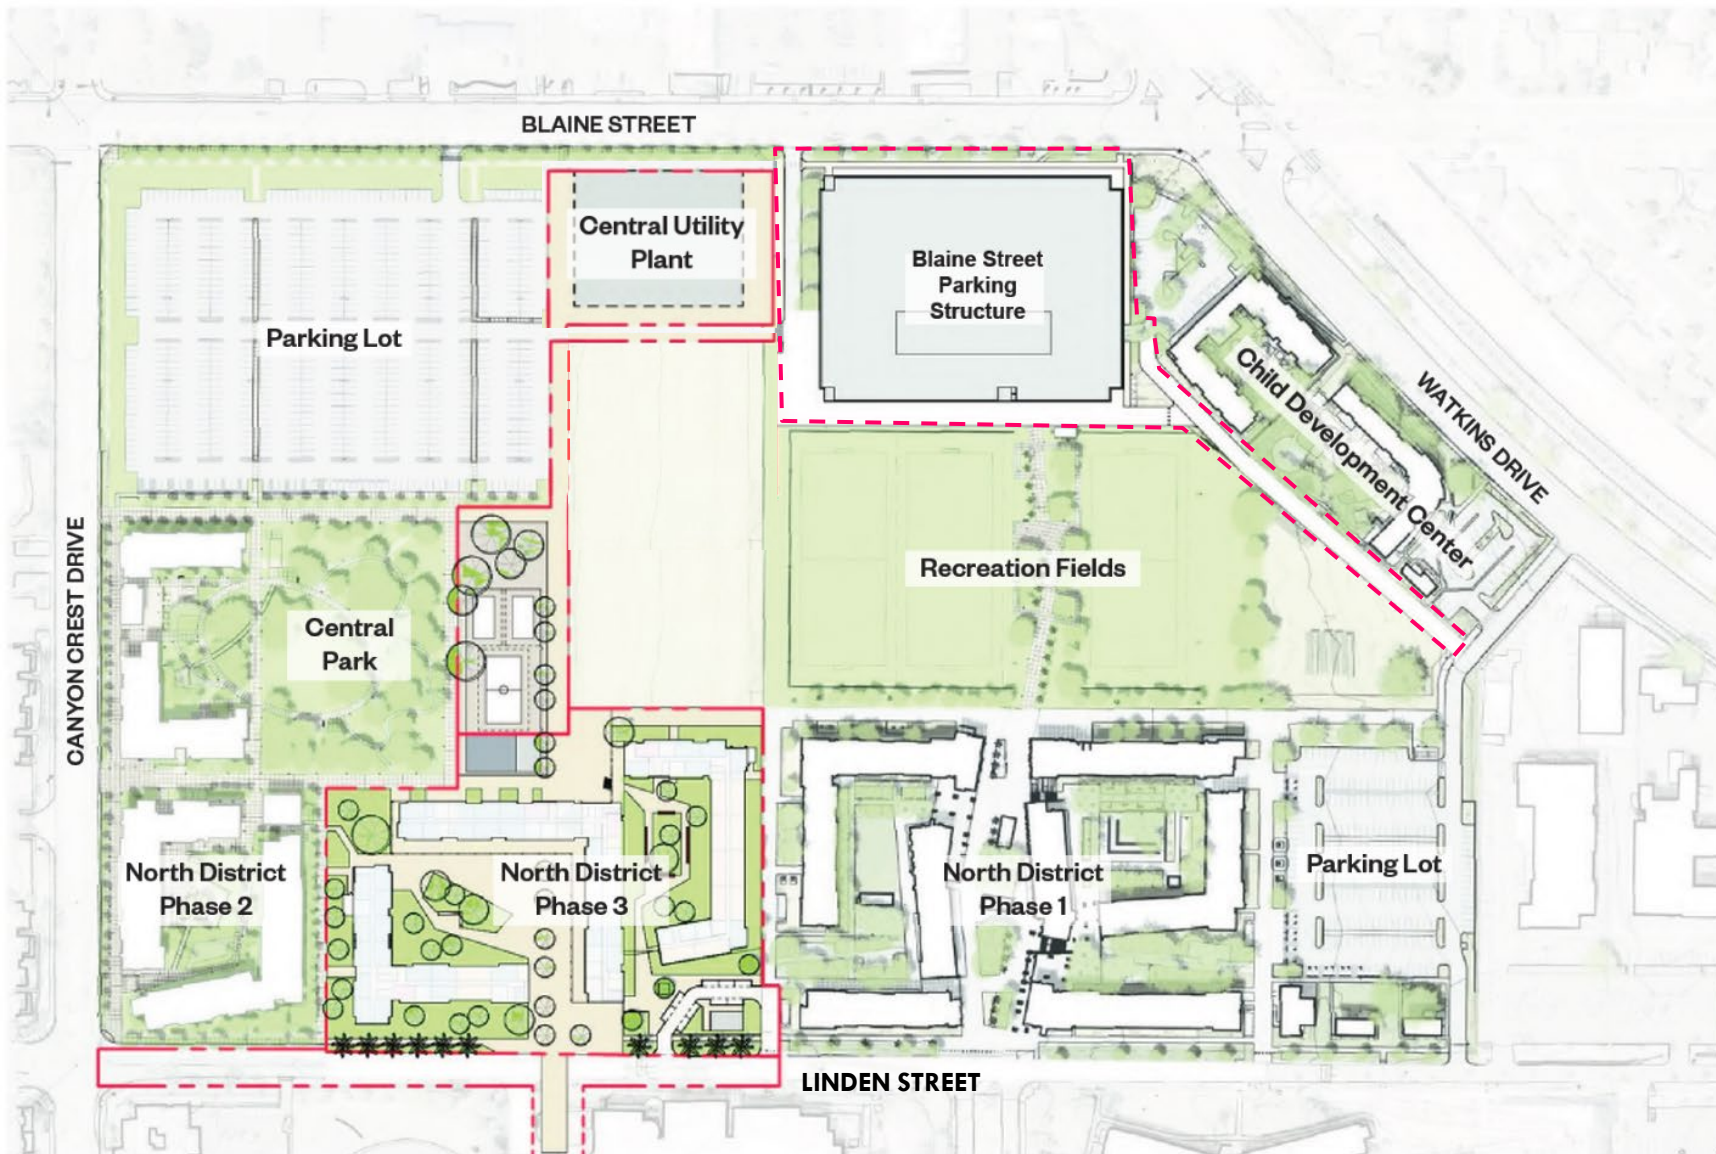 BLAINE STREET
Central Utility
Plant
Blaine Street
Parking
Structure
Parking Lot
Child Development Center
WATKINS DRIVE
CANYON CREST DRIVE
Recreation Fields
Central
Park
North District
Phase 2
North District
Phase 3
North District
Phase 1
Parking Lot
LINDEN STREET